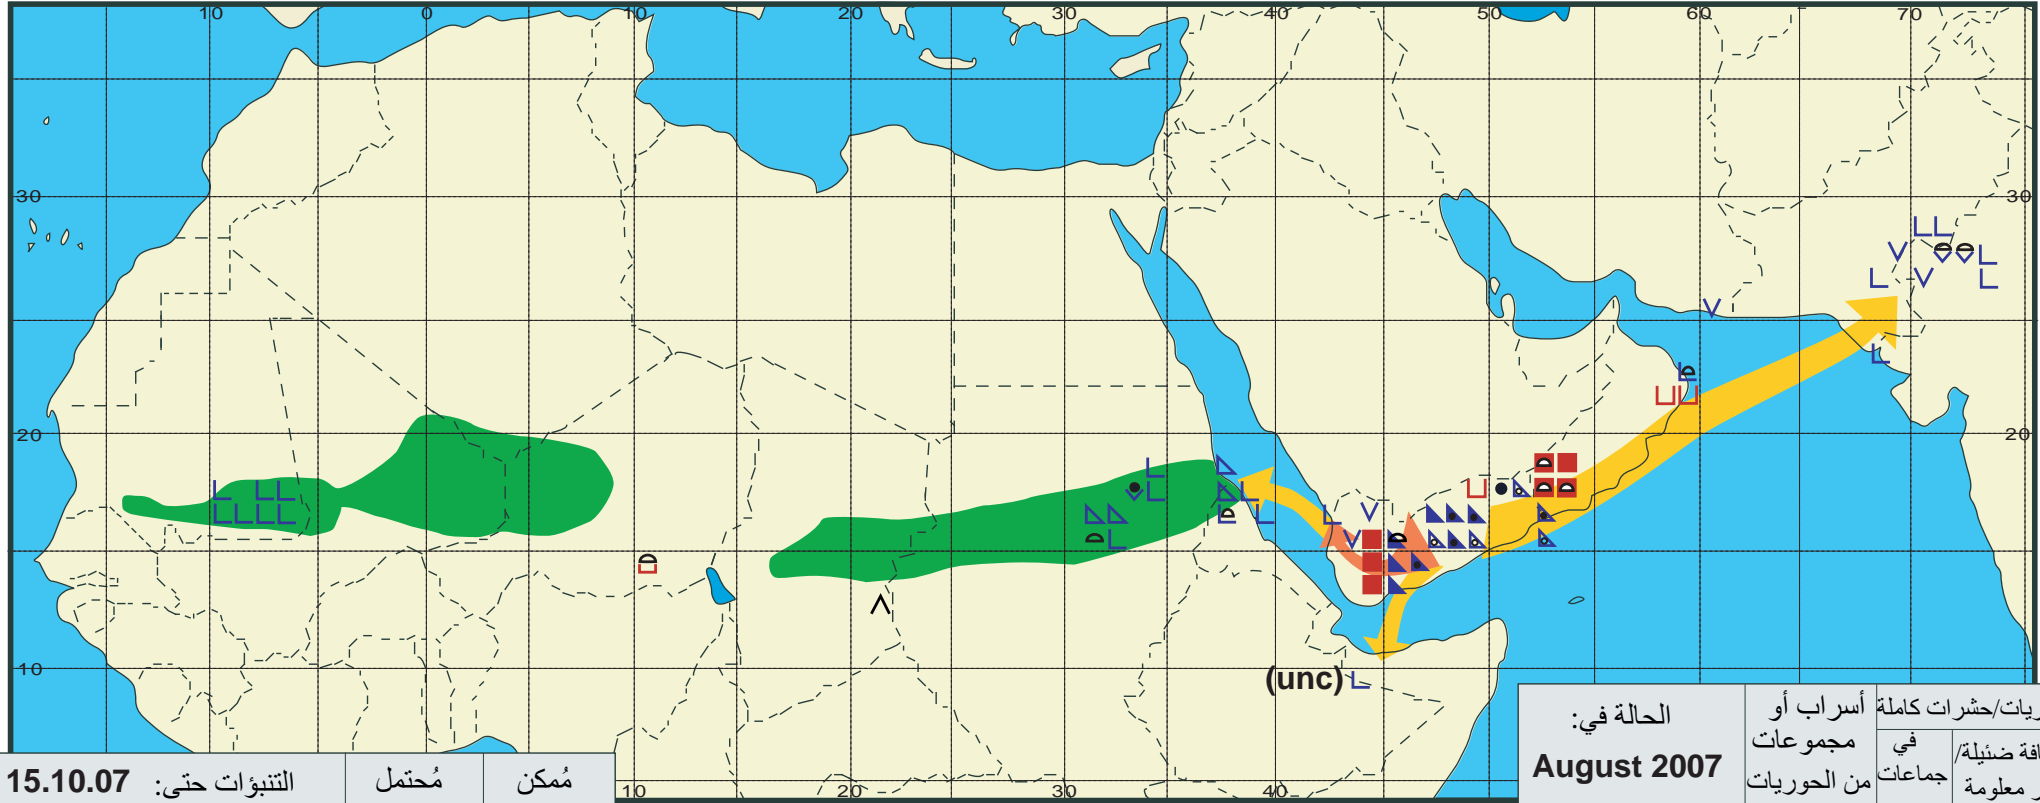 10 0 10 20 30 40 50 60 70
30 30
20 20
10
(unc)
10 20 30 40
التنبؤات حتى: 15.10.07
مُحتمل
مُمكن
الحالة في:
August 2007
أسراب أو
مجموعات
من الحوريات
حشرات كاملة
في
جماعات
ضئيلة/
معلومة